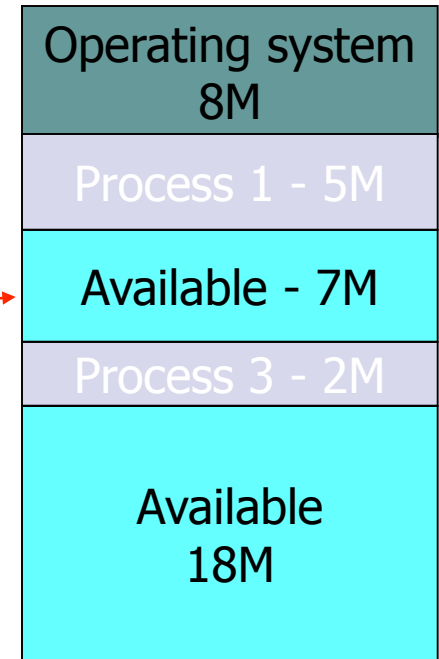 Operating system
8M
Process 1 - 5M
Available - 7M
Process 3 - 2M
Available
18M